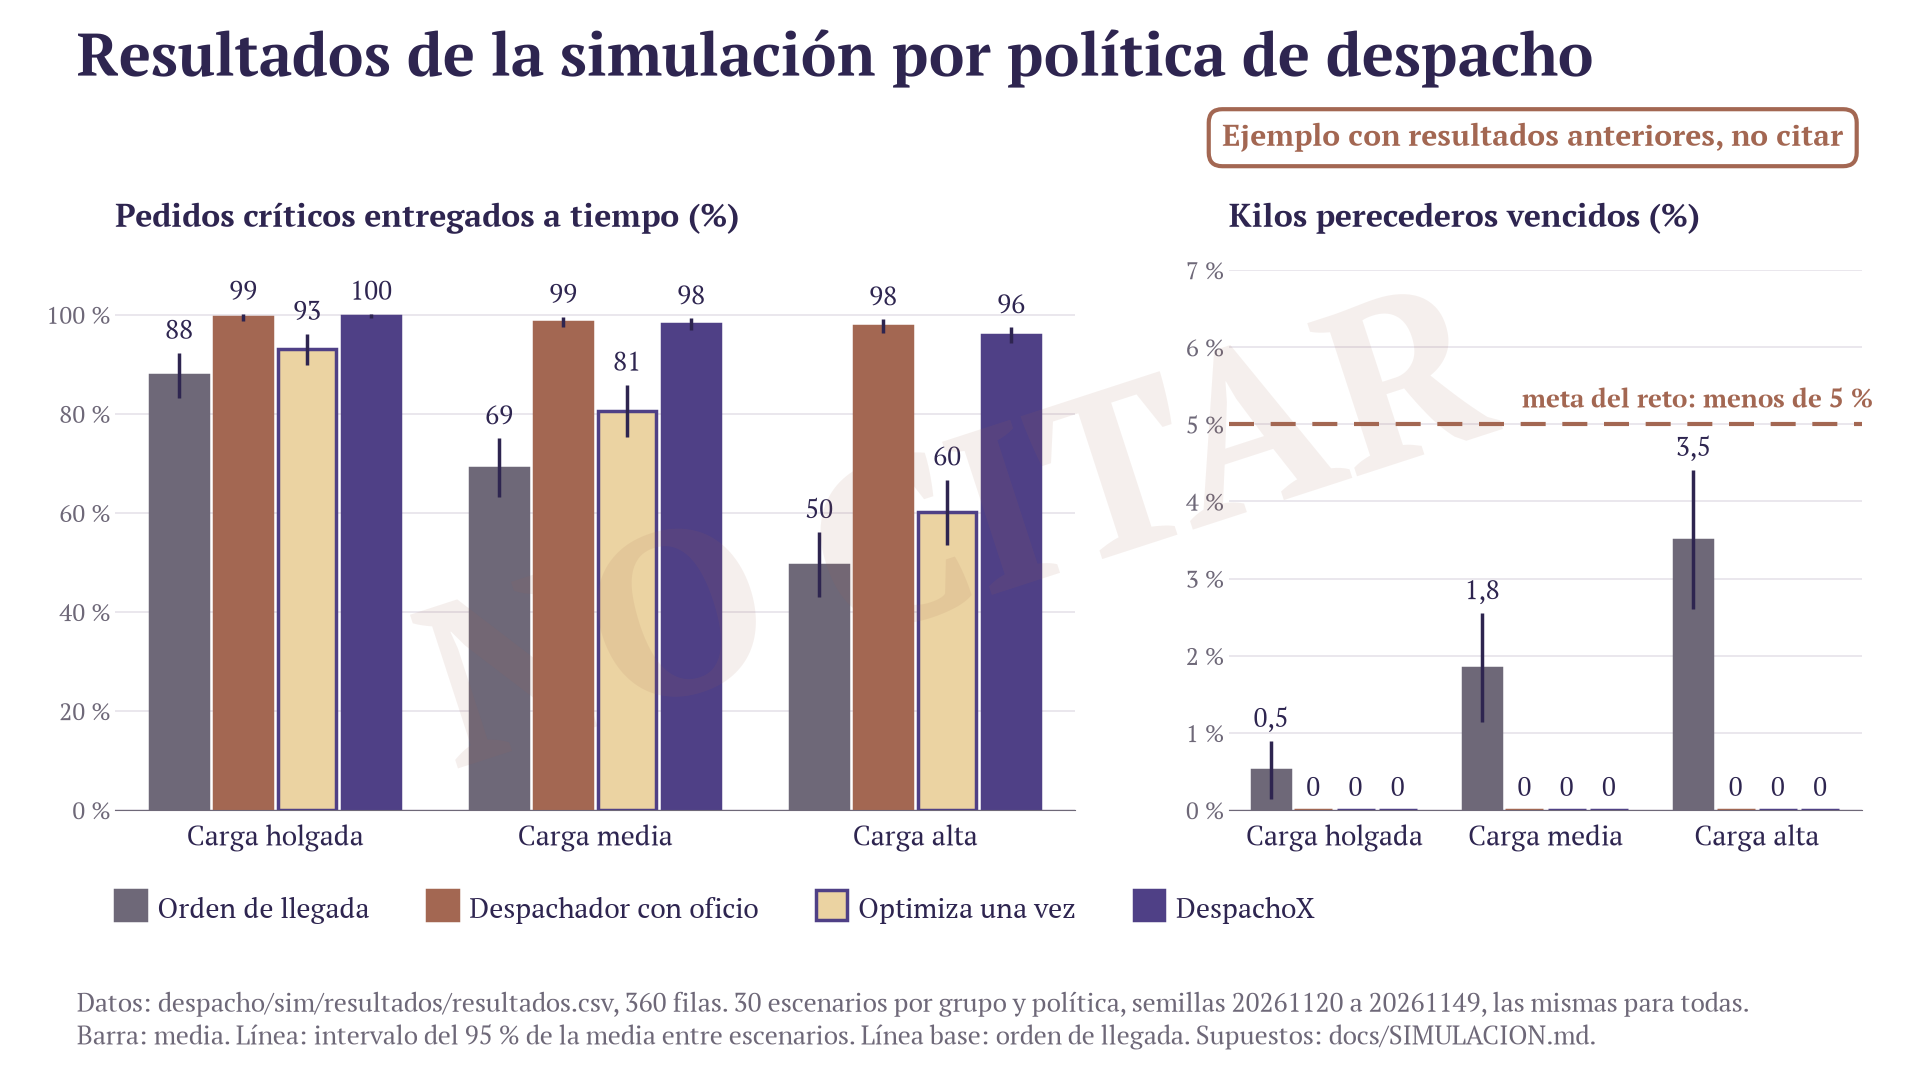 Resultados de la simulación por política de despacho
Ejemplo con resultados anteriores, no citar
Pedidos críticos entregados a tiempo (%)
100 %
80 %
60 %
40 %
20 %
0 %
88
99
93
100
69
99
81
98
50
98
60
96
Carga holgada
Carga media
Carga alta
Kilos perecederos vencidos (%)
7 %
6 %
5 %
4 %
3 %
2 %
1 %
0 %
meta del reto: menos de 5 %
0,5
0
0
0
1,8
0
0
0
3,5
0
0
0
Carga holgada
Carga media
Carga alta
NO CITAR
Orden de llegada
Despachador con oficio
Optimiza una vez
DespachoX
Datos: despacho/sim/resultados/resultados.csv, 360 filas. 30 escenarios por grupo y política, semillas 20261120 a 20261149, las mismas para todas.
Barra: media. Línea: intervalo del 95 % de la media entre escenarios. Línea base: orden de llegada. Supuestos: docs/SIMULACION.md.